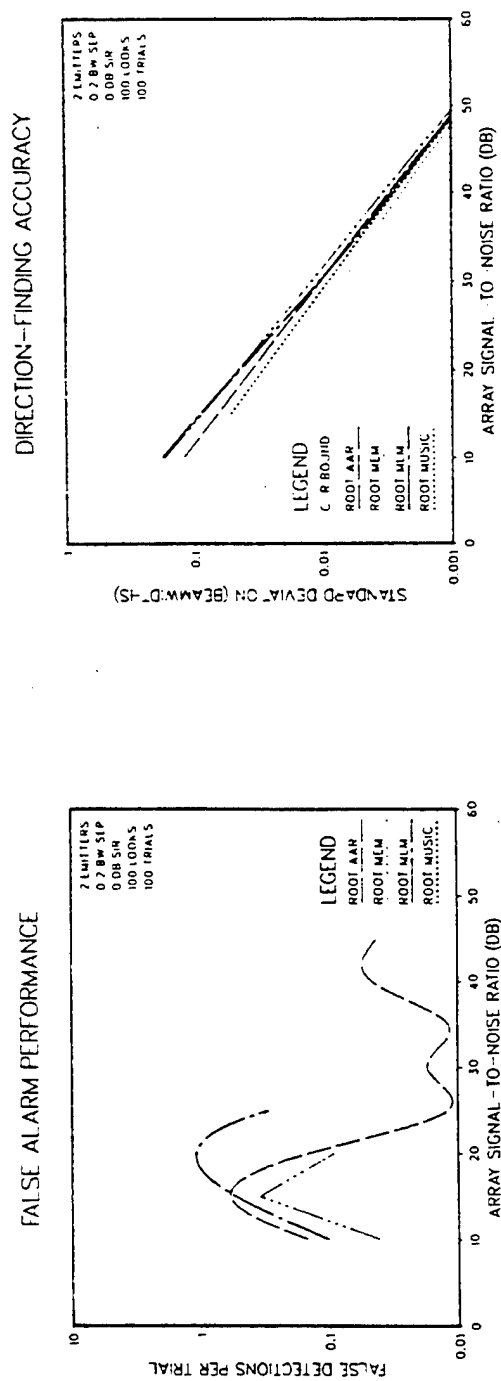 FALSE ALARM PERFORMANCE
FALSE DETECTIONS PER TRIAL
10
1
0.1
0.01
0
10
20
30
40
50
60
ARRAY SIGNAL-TO-NOISE RATIO (DB)
2 EMITTERS
0.2 BW SEP
0 DB SIR
100 LOOKS
100 TRIALS
LEGEND
ROOT AAR
ROOT MEM
ROOT MLM
ROOT MUSIC
DIRECTION-FINDING ACCURACY
STANDARD DEVIAT ON (BEAMWIDTHS)
1
0.1
0.01
0.001
0
10
20
30
40
50
60
ARRAY SIGNAL TO NOISE RATIO (DB)
2 EMITTERS
0.2 BW SEP
0 DB SIR
100 LOOKS
100 TRIALS
LEGEND
C R BOUND
ROOT AAR
ROOT MEM
ROOT MLM
ROOT MUSIC